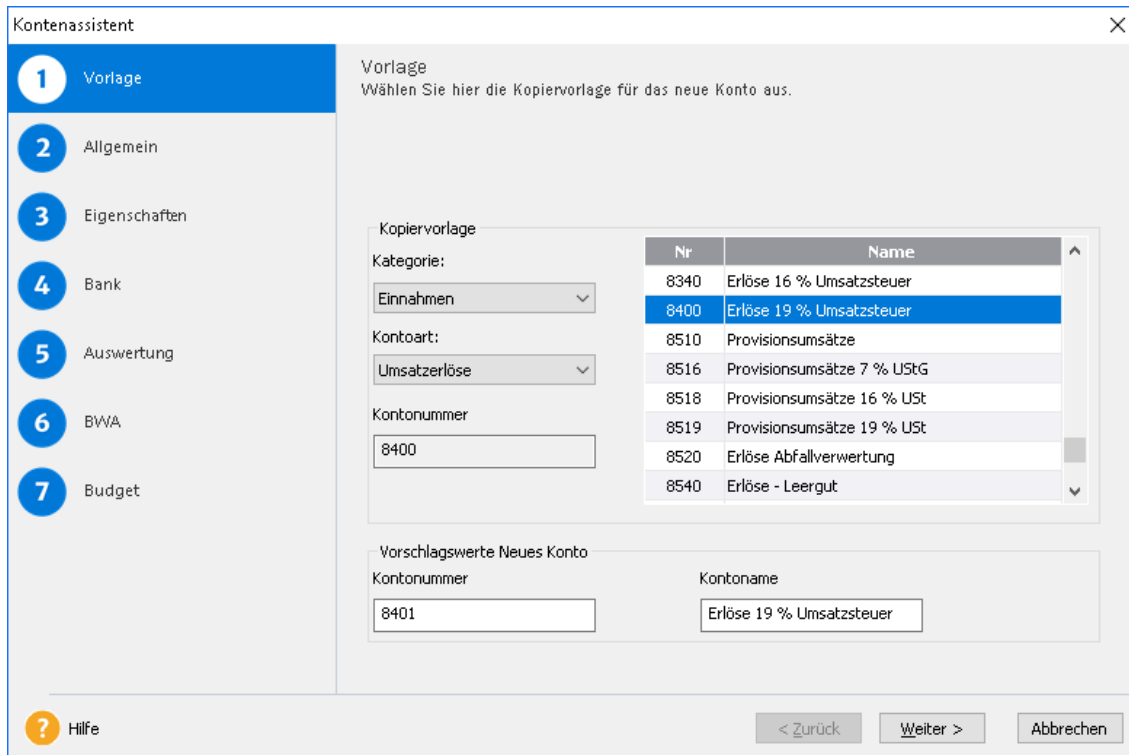 Kontenassistent
1 Vorlage
2 Allgemein
3 Eigenschaften
4 Bank
5 Auswertung
6 BWA
7 Budget
Vorlage
Wählen Sie hier die Kopiervorlage für das neue Konto aus.
Kopiervorlage
Kategorie:
Einnahmen
Kontoart:
Umsatzerlöse
Kontonummer
8400
Nr Name
8340 Erlöse 16 % Umsatzsteuer
8400 Erlöse 19 % Umsatzsteuer
8510 Provisionsumsätze
8516 Provisionsumsätze 7 % UStG
8518 Provisionsumsätze 16 % USt
8519 Provisionsumsätze 19 % USt
8520 Erlöse Abfallverwertung
8540 Erlöse - Leergut
Vorschlagswerte Neues Konto
Kontonummer Kontoname
8401 Erlöse 19 % Umsatzsteuer
? Hilfe < Zurück Weiter > Abbrechen